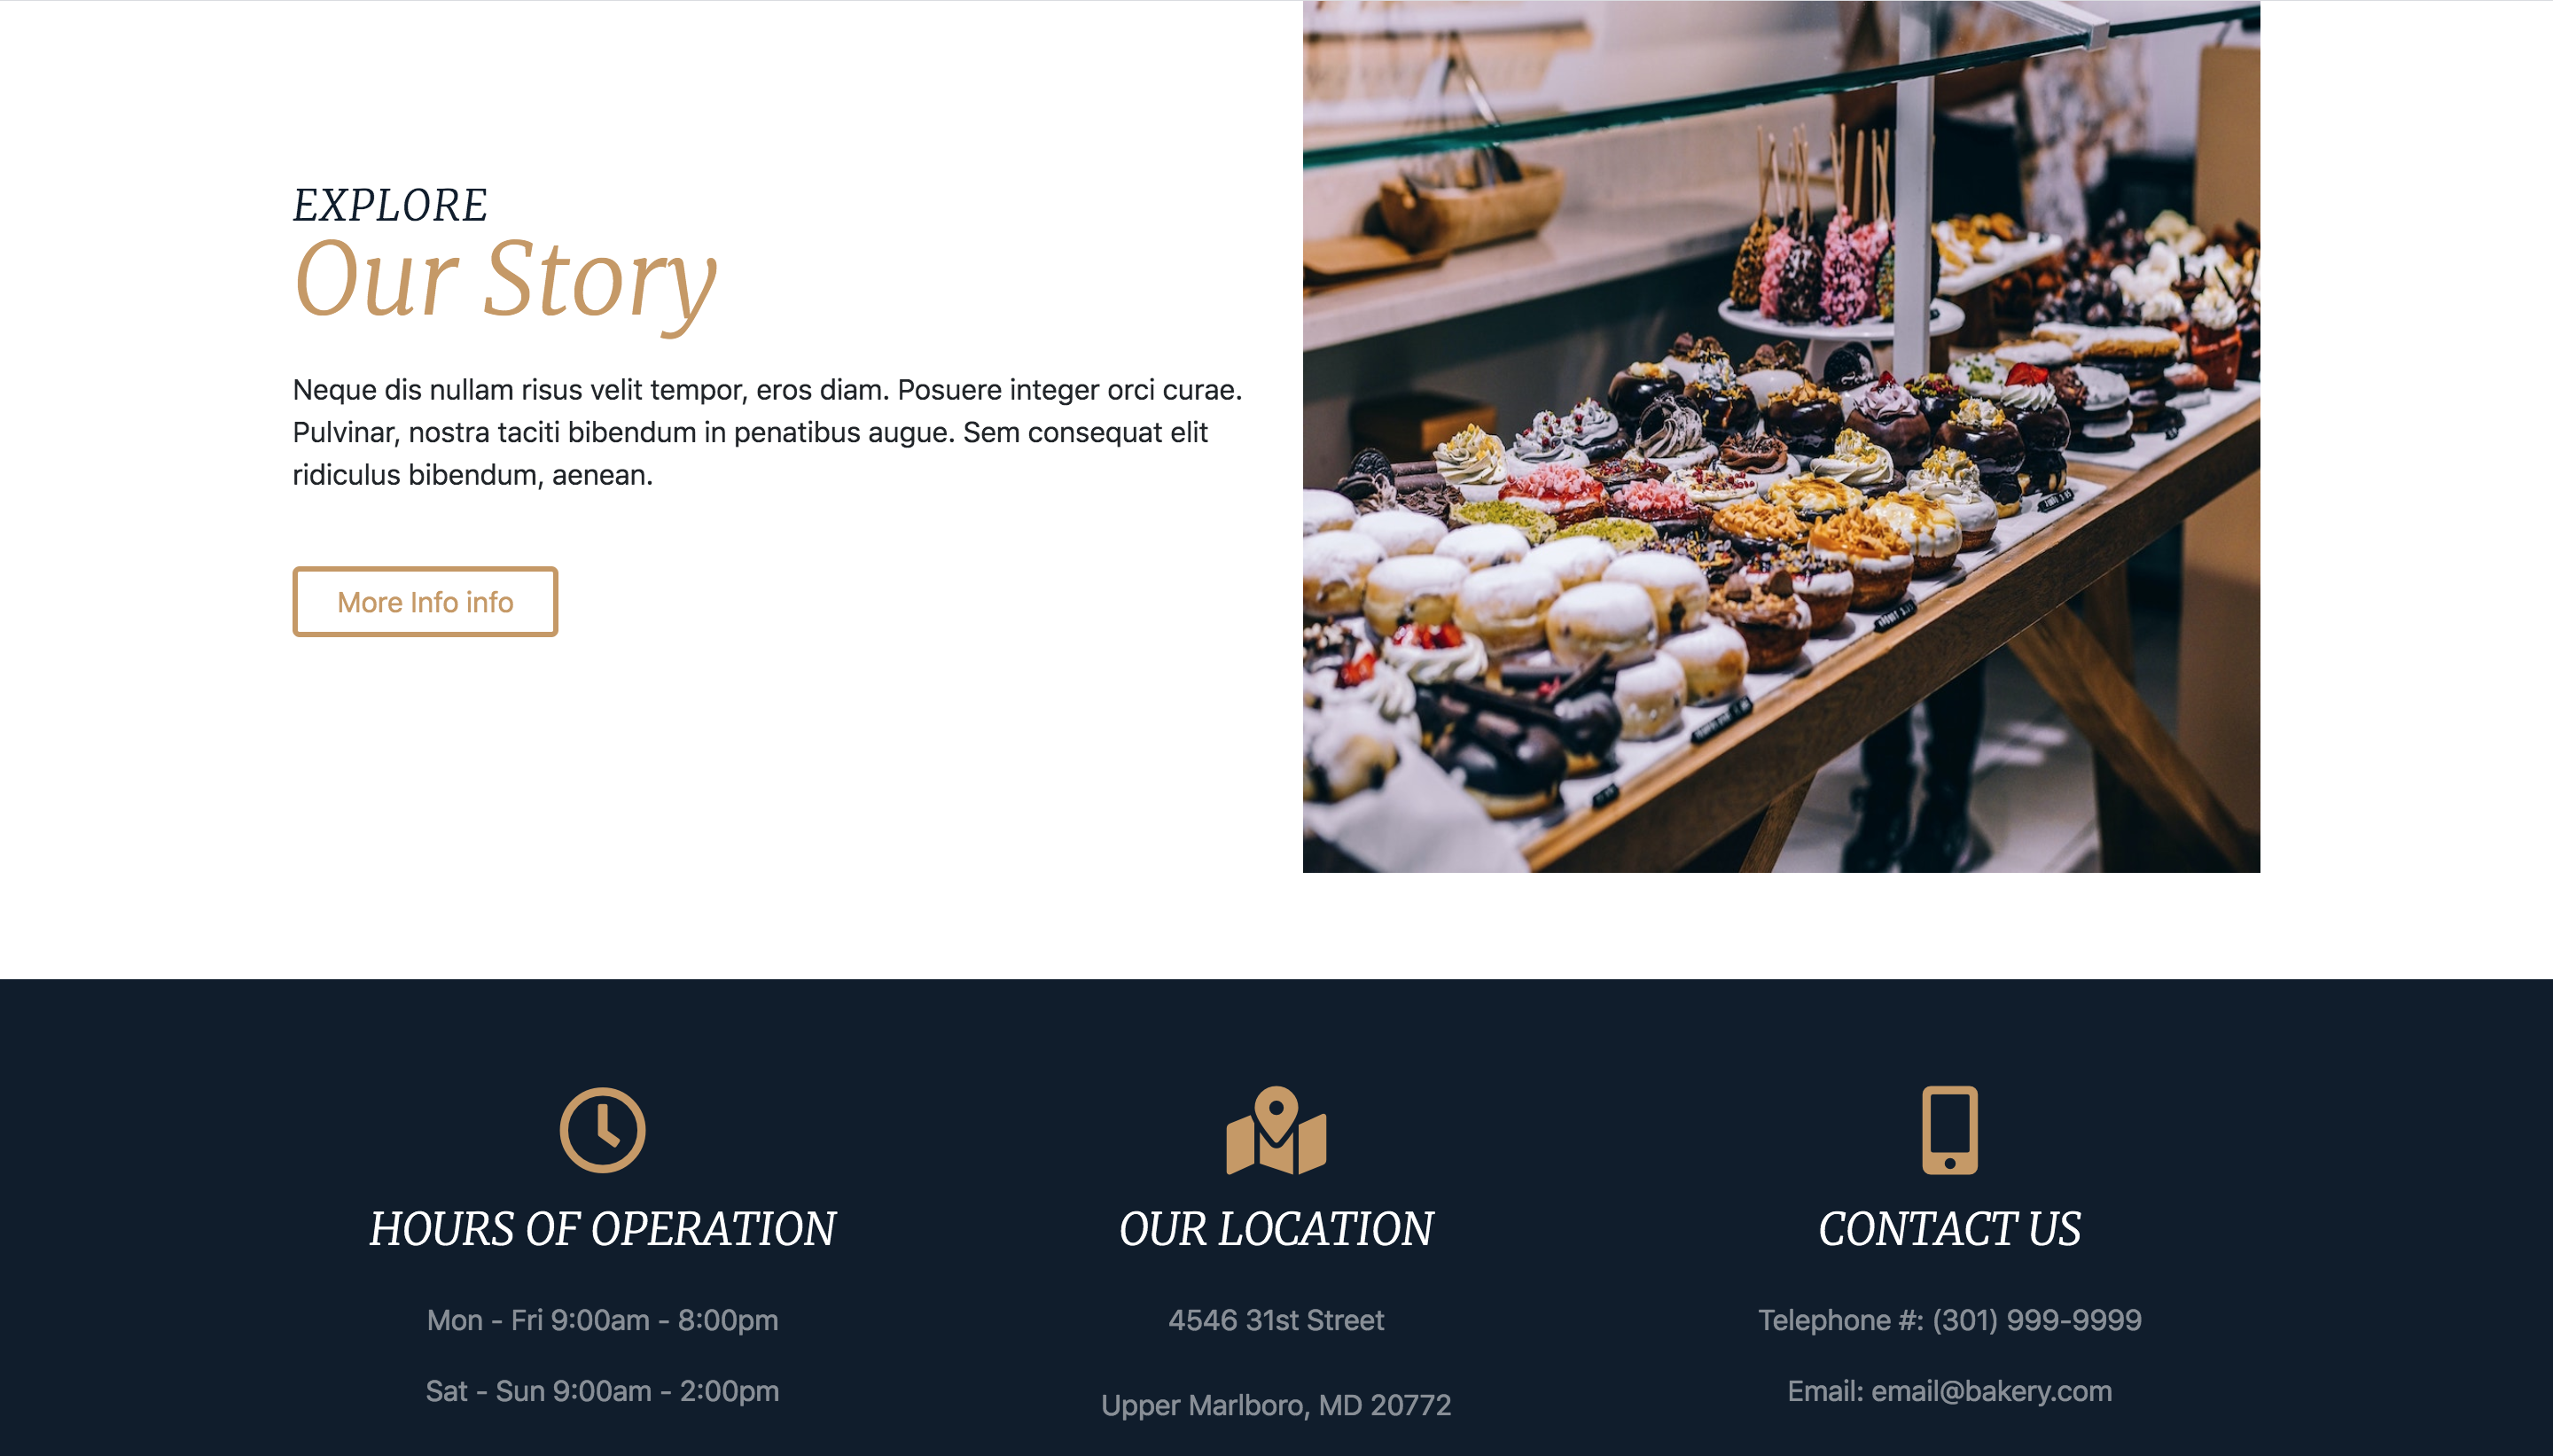 EXPLORE
Our Story
Neque dis nullam risus velit tempor, eros diam. Posuere integer orci curae.
Pulvinar, nostra taciti bibendum in penatibus augue. Sem consequat elit
ridiculus bibendum, aenean.
More Info info
HOURS OF OPERATION
Mon - Fri 9:00am - 8:00pm
Sat - Sun 9:00am - 2:00pm
OUR LOCATION
4546 31st Street
Upper Marlboro, MD 20772
CONTACT US
Telephone #: (301) 999-9999
Email: email@bakery.com